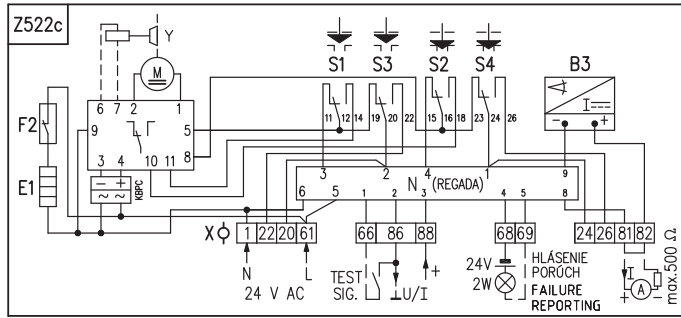 Z522c
Y
M
S1 S3 S2 S4
B3
I
6 7 2 1
F2
9
5
8
3 4 10 11
11 12 14 19 20 22 15 16 18 23 24 26
- +
- +
~ ~
KBPC
E1
3 2 4 1 9
N (REGADA)
6 5 1 2 3 4 5 8
X 1 22 20 61 66 86 88 68 69 24 26 81 82
N L
24 V AC
TEST
SIG.
U/I
+
24V
2W
HLÁSENIE
PORÚCH
FAILURE
REPORTING
I
+ A -
max.500 Ω